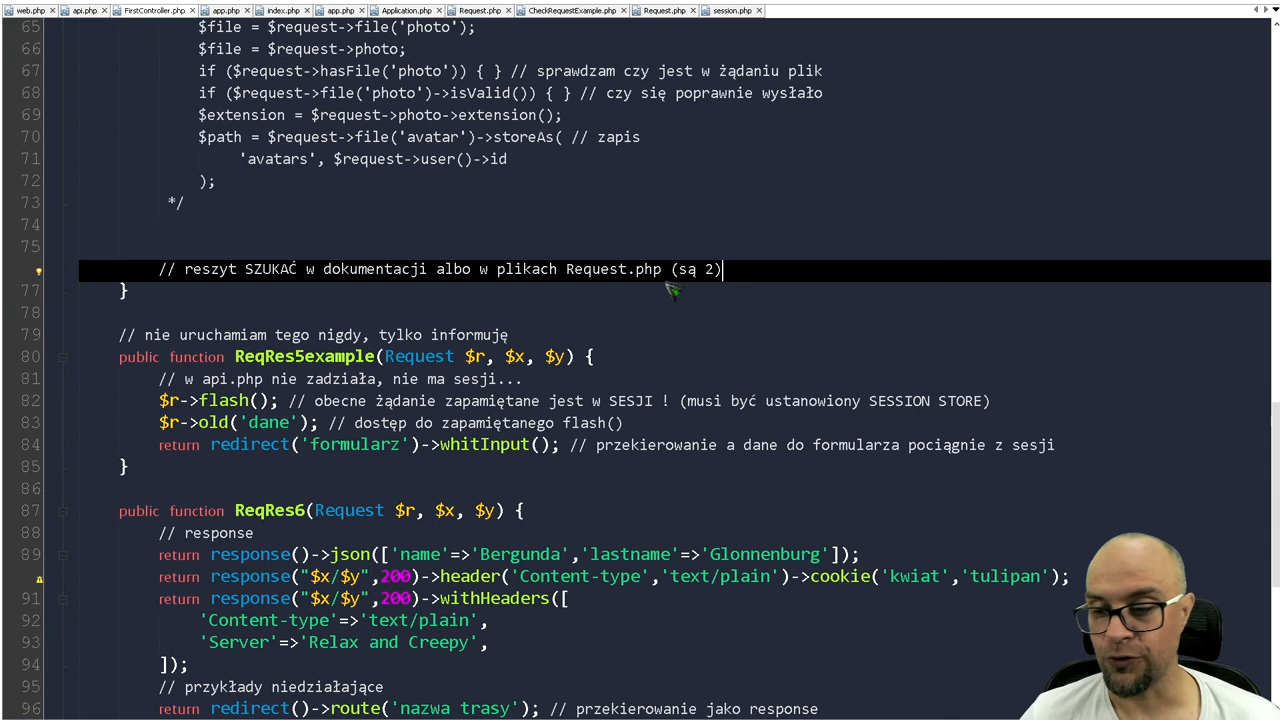 web.php api.php FirstController.php app.php index.php app.php Application.php Request.php CheckRequestExample.php Request.php session.php
65 $file = $request->file('photo');
66 $file = $request->photo;
67 if ($request->hasFile('photo')) { } // sprawdzam czy jest w żądaniu plik
68 if ($request->file('photo')->isValid()) { } // czy się poprawnie wysłało
69 $extension = $request->photo->extension();
70 $path = $request->file('avatar')->storeAs( // zapis
71 'avatars', $request->user()->id
72 );
73 */
74
75
// reszyt SZUKAĆ w dokumentacji albo w plikach Request.php (są 2)
77 }
78
79 // nie uruchamiam tego nigdy, tylko informuję
80 public function ReqRes5example(Request $r, $x, $y) {
81 // w api.php nie zadziała, nie ma sesji...
82 $r->flash(); // obecne żądanie zapamiętane jest w SESJI ! (musi być ustanowiony SESSION STORE)
83 $r->old('dane'); // dostęp do zapamiętanego flash()
84 return redirect('formularz')->whitInput(); // przekierowanie a dane do formularza pociągnie z sesji
85 }
86
87 public function ReqRes6(Request $r, $x, $y) {
88 // response
89 return response()->json(['name'=>'Bergunda','lastname'=>'Glonnenburg']);
return response("$x/$y",200)->header('Content-type','text/plain')->cookie('kwiat','tulipan');
91 return response("$x/$y",200)->withHeaders([
92 'Content-type'=>'text/plain',
93 'Server'=>'Relax and Creepy',
94 ]);
95 // przykłady niedziałające
96 return redirect()->route('nazwa trasy'); // przekierowanie jako response